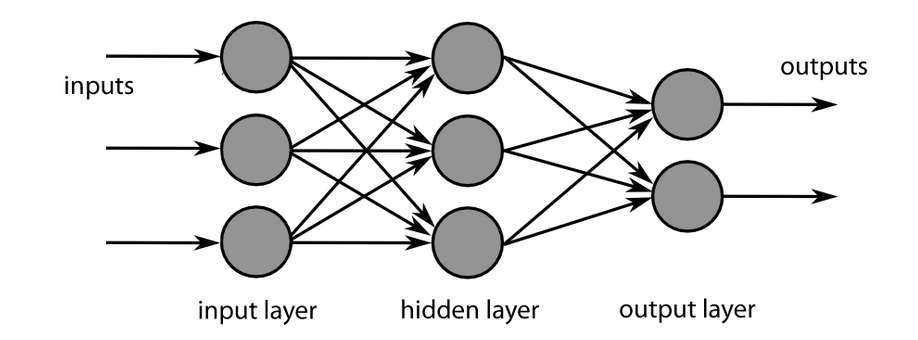 inputs
outputs
input layer
hidden layer
output layer